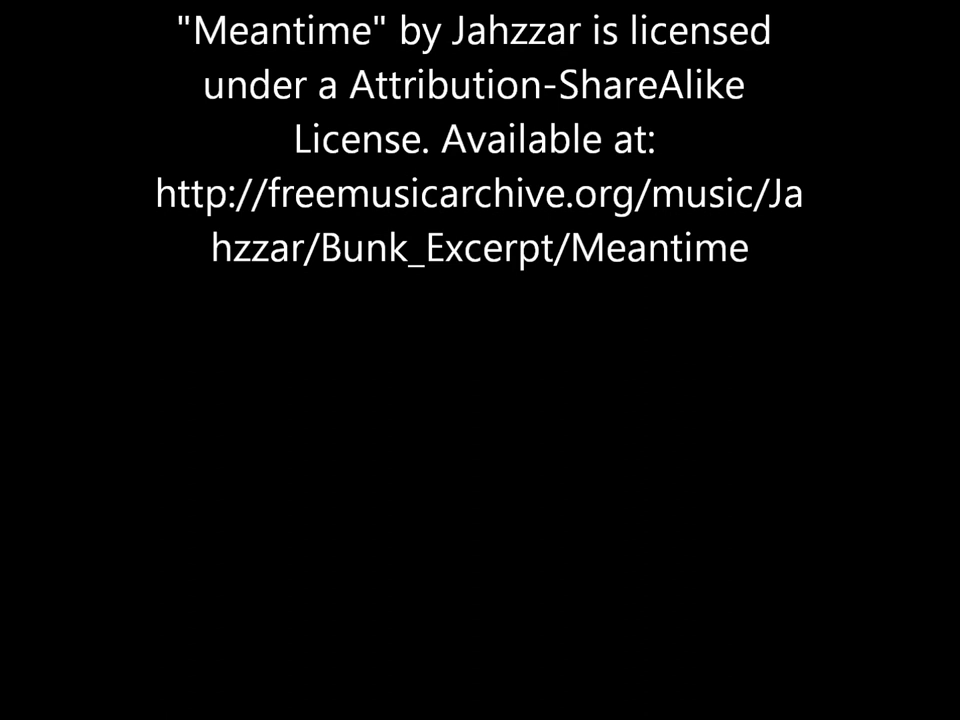 "Meantime" by Jahzzar is licensed
under a Attribution-ShareAlike
License. Available at:
http://freemusicarchive.org/music/Ja
hzzar/Bunk_Excerpt/Meantime